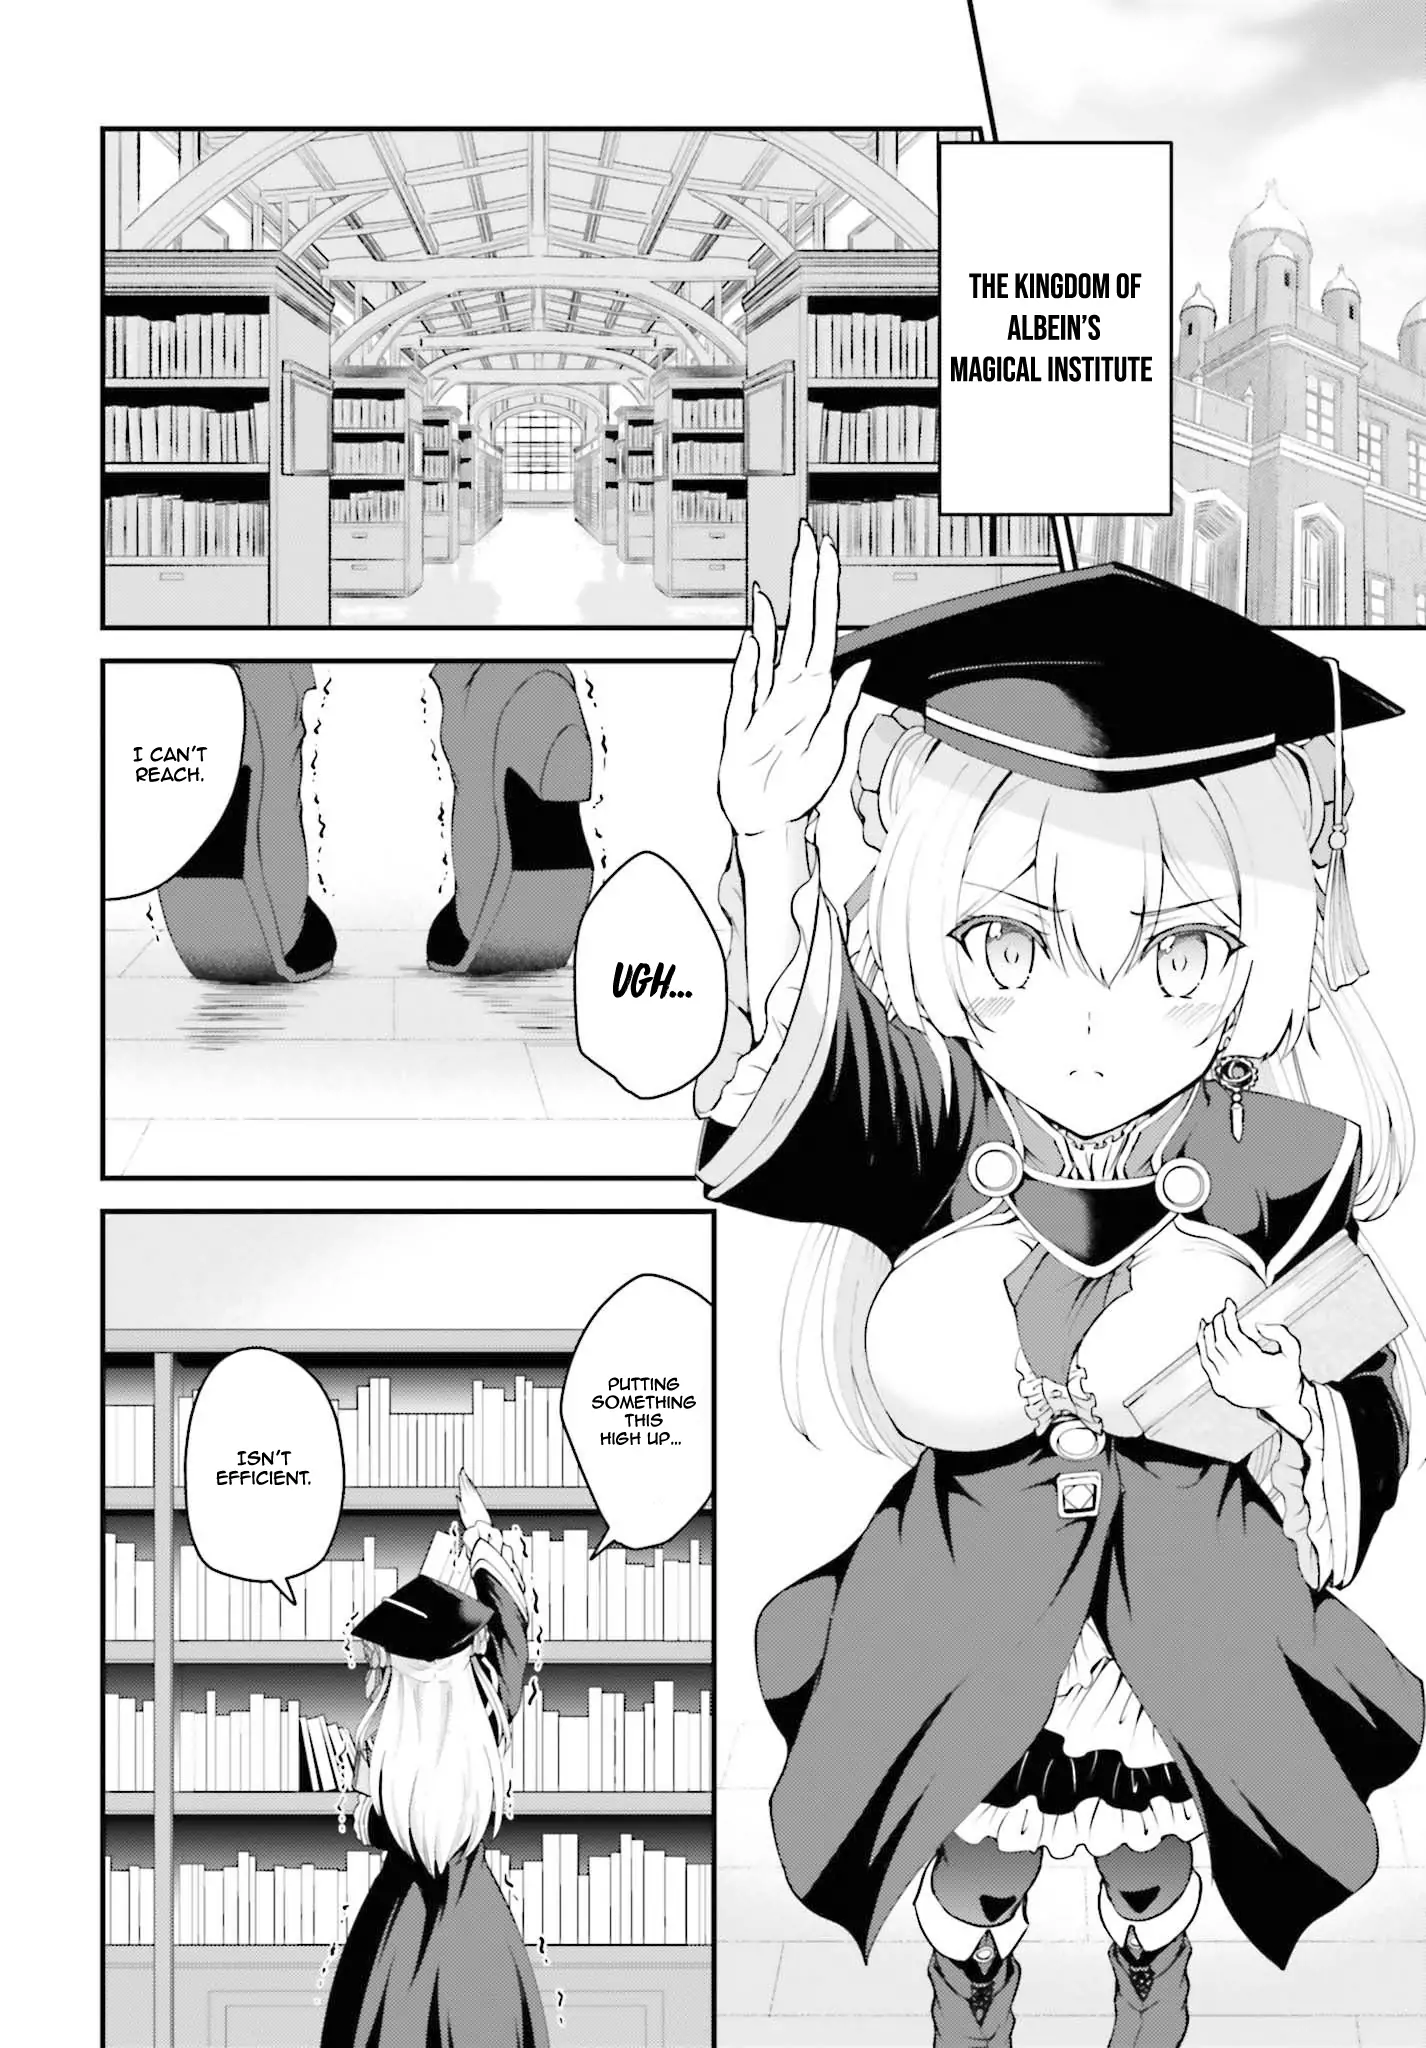 THE KINGDOM OF
ALBEIN'S
MAGICAL INSTITUTE
UGH...
I CAN'T
REACH.
PUTTING
SOMETHING
THIS
HIGH UP...
ISN'T
EFFICIENT.